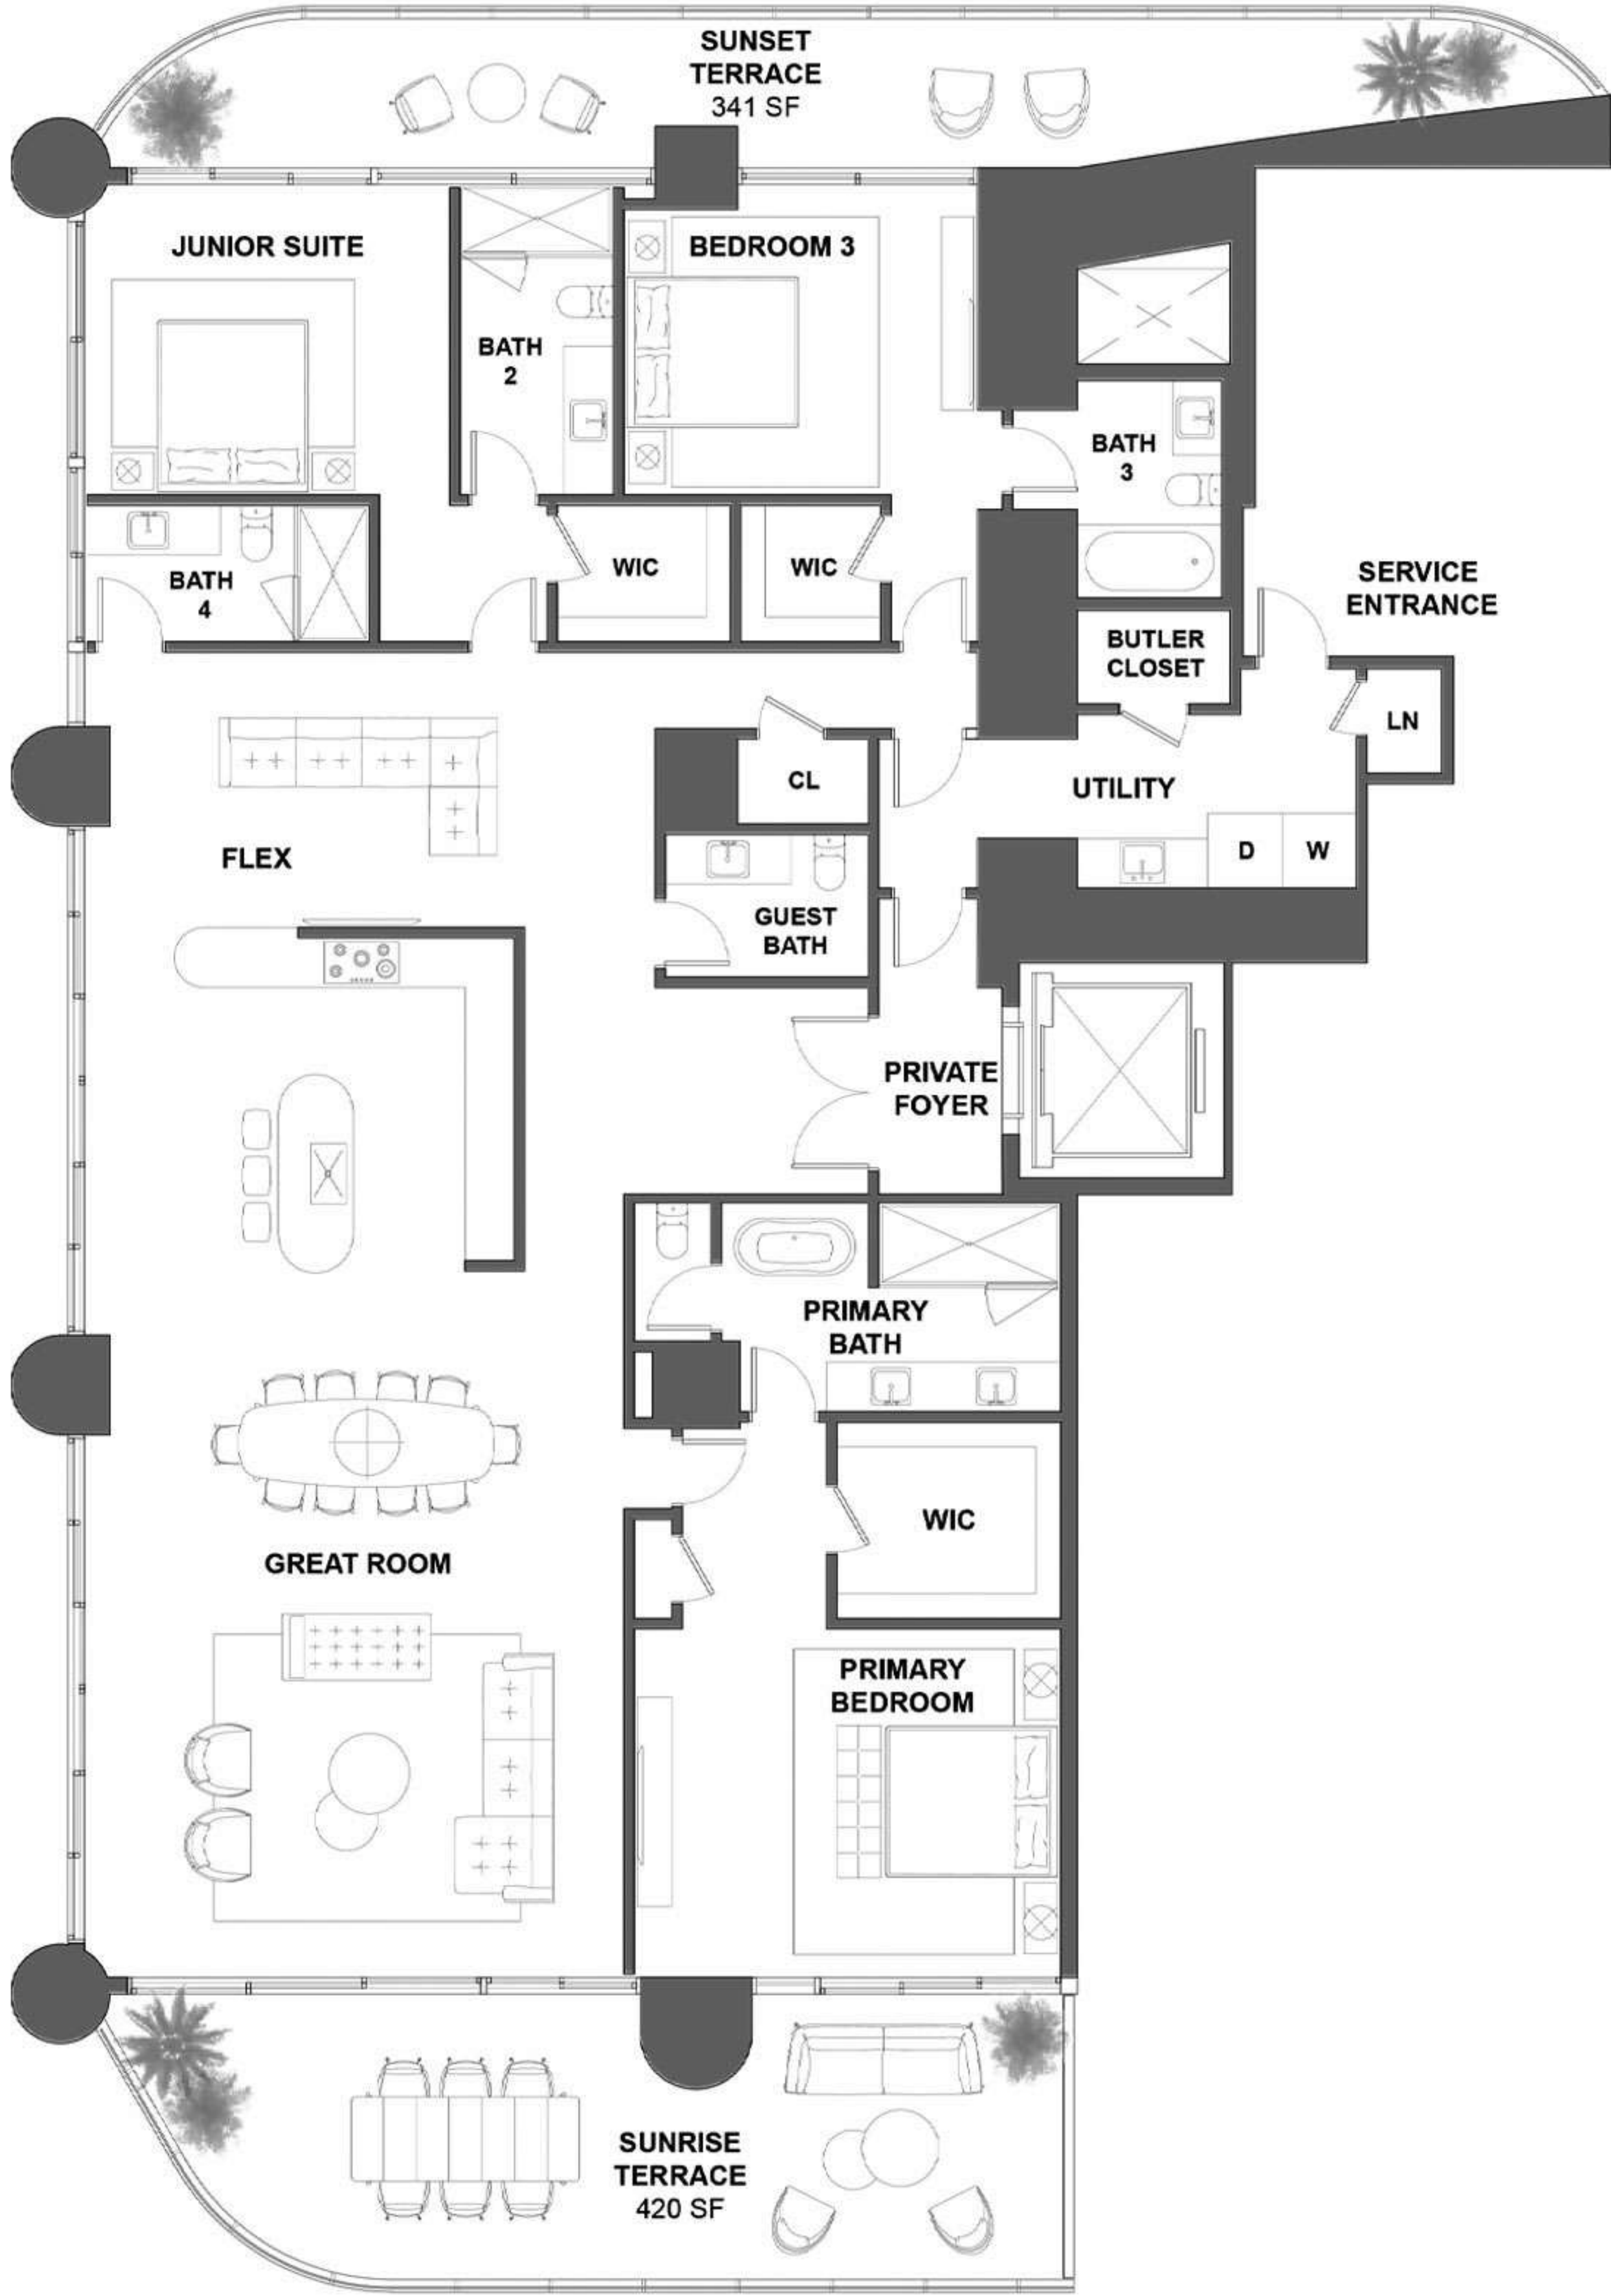 SUNSET
TERRACE
341 SF
JUNIOR SUITE
BEDROOM 3
BATH
2
BATH
3
WIC
WIC
BATH
4
SERVICE
ENTRANCE
BUTLER
CLOSET
LN
CL
UTILITY
FLEX
D
W
GUEST
BATH
PRIVATE
FOYER
PRIMARY
BATH
WIC
GREAT ROOM
PRIMARY
BEDROOM
SUNRISE
TERRACE
420 SF